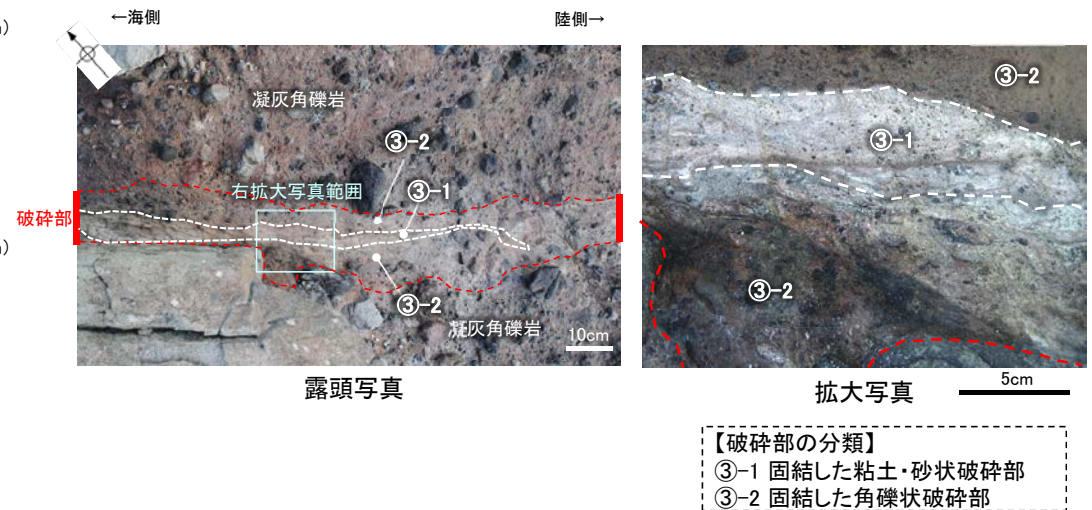 ←海側
陸側→
)
凝灰角礫岩
③-2
③-1
右拡大写真範囲
破砕部
)
③-2
凝灰角礫岩
10cm
露頭写真
③-2
③-1
③-2
拡大写真
5cm
【破砕部の分類】
③-1 固結した粘土・砂状破砕部
③-2 固結した角礫状破砕部